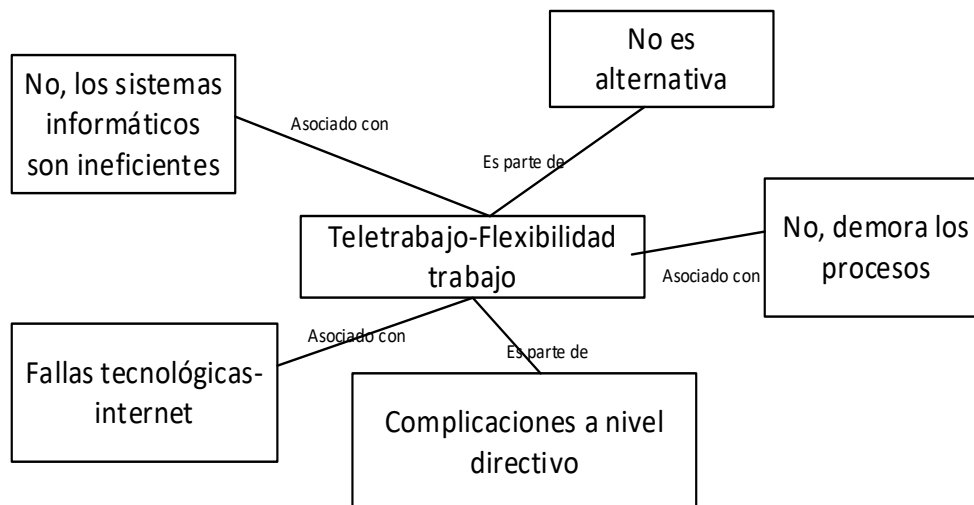 No es
alternativa
No, los sistemas
informáticos
son ineficientes
Asociado con
Es parte de
Teletrabajo-Flexibilidad
trabajo
No, demora los
procesos
Asociado con
Asociado con
Es parte de
Fallas tecnológicas-
internet
Complicaciones a nivel
directivo